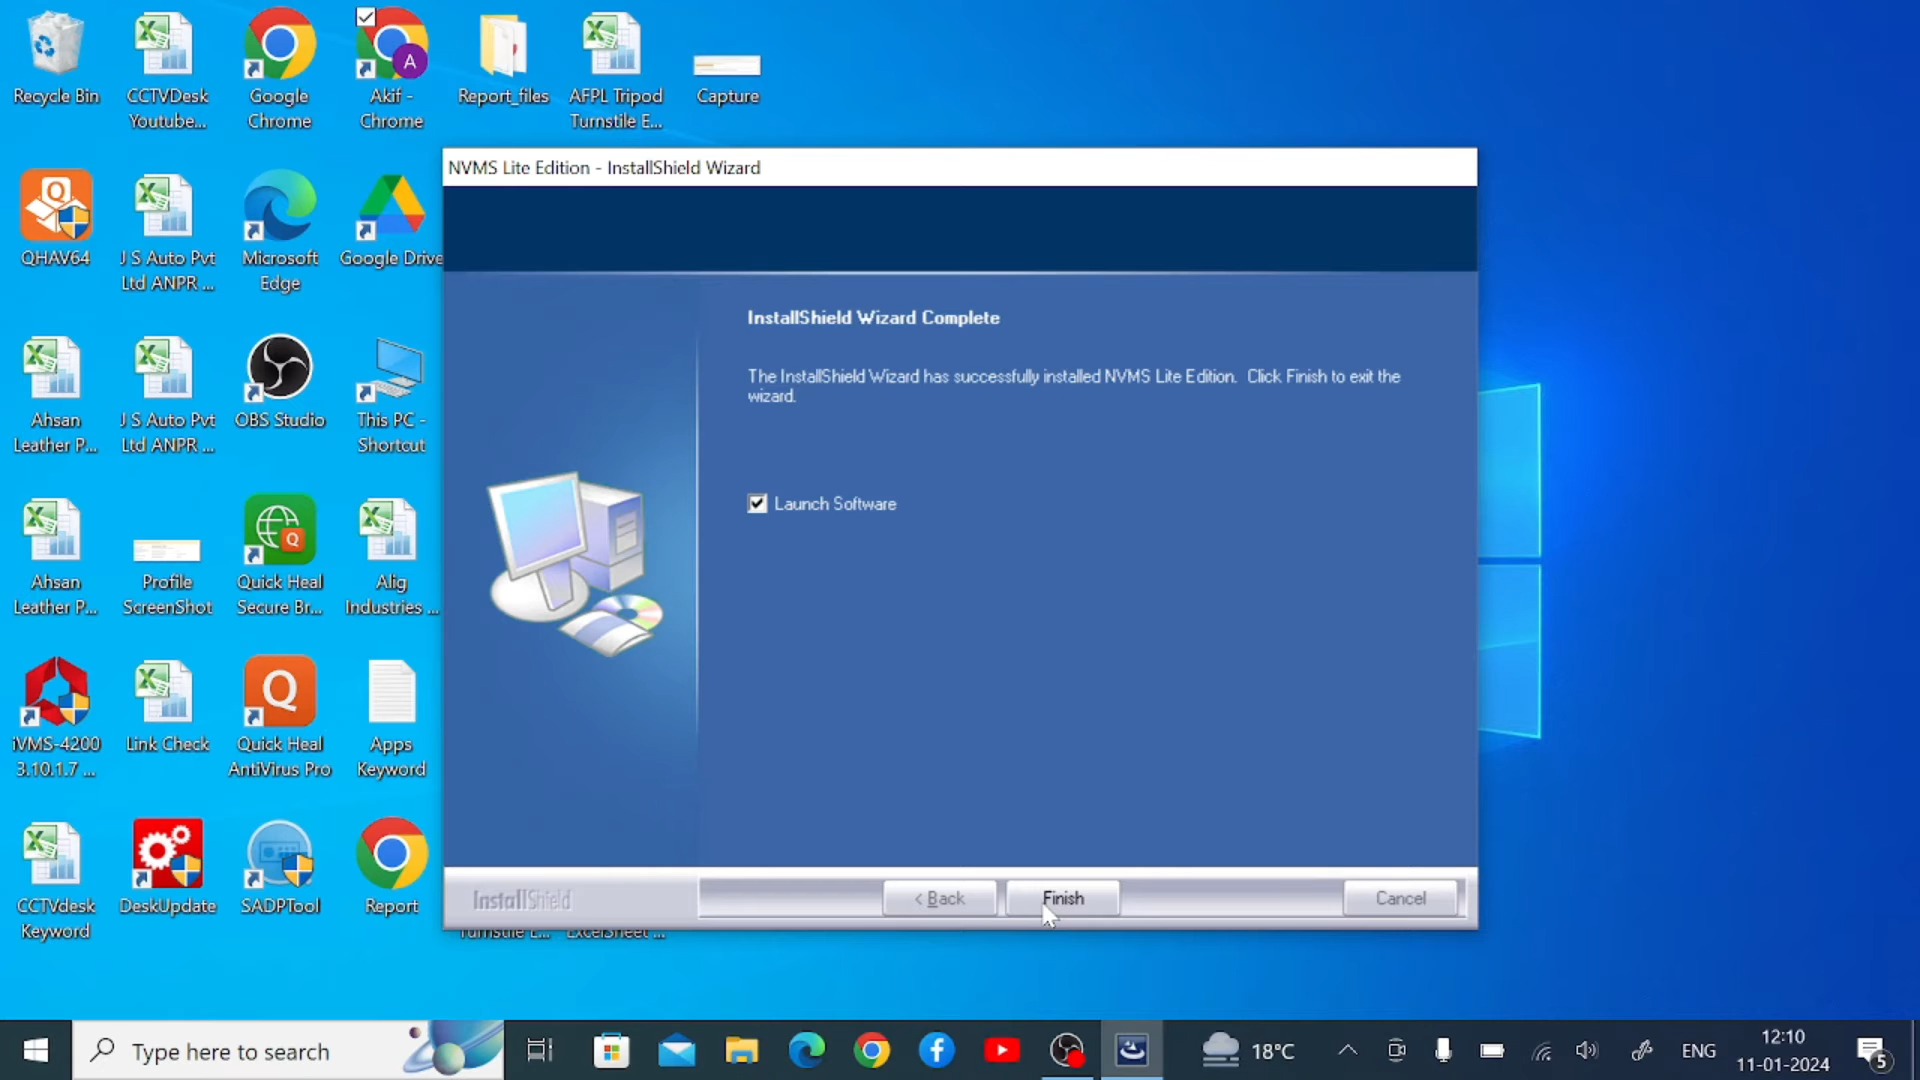 Recycle Bin
CCTVDesk
Youtube...
Google
Chrome
A
Akif -
Chrome
Report_files
AFPL Tripod
Turnstile E...
Capture
QHAV64
J S Auto Pvt
Ltd ANPR ...
Microsoft
Edge
Google Drive
Ahsan
Leather P...
J S Auto Pvt
Ltd ANPR ...
OBS Studio
This PC -
Shortcut
Ahsan
Leather P...
Profile
ScreenShot
Quick Heal
Secure Br...
Alig
Industries ...
iVMS-4200
3.10.1.7 ...
Link Check
Quick Heal
AntiVirus Pro
Apps
Keyword
CCTVdesk
Keyword
DeskUpdate
SADPTool
Report
NVMS Lite Edition - InstallShield Wizard
InstallShield Wizard Complete
The InstallShield Wizard has successfully installed NVMS Lite Edition. Click Finish to exit the
wizard.
Launch Software
InstallShield
< Back
Finish
Cancel
Turnstile E...
ExcelSheet ...
Type here to search
18°C
ENG
12:10
11-01-2024
5